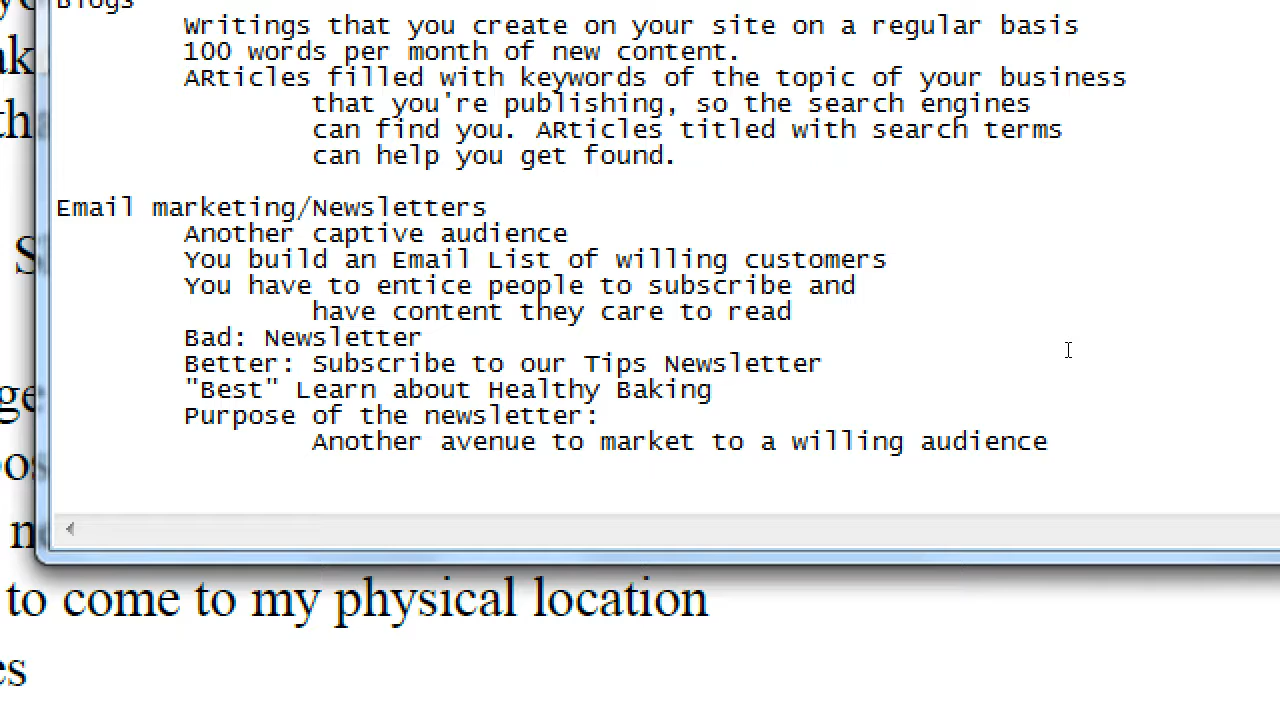 Blogs
Writings that you create on your site on a regular basis
100 words per month of new content.
ARticles filled with keywords of the topic of your business
that you're publishing, so the search engines
can find you. ARticles titled with search terms
can help you get found.
Email marketing/Newsletters
Another captive audience
You build an Email List of willing customers
You have to entice people to subscribe and
have content they care to read
Bad: Newsletter
Better: Subscribe to our Tips Newsletter
"Best" Learn about Healthy Baking
Purpose of the newsletter:
Another avenue to market to a willing audience
to come to my physical location